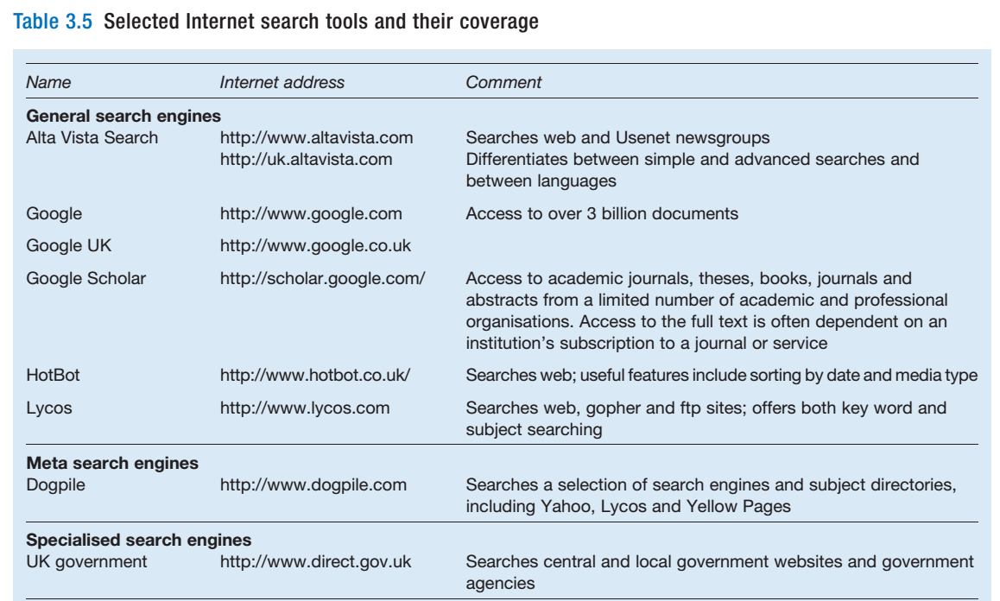 Table 3.5 Selected Internet search tools and their coverage
Name Internet address Comment
General search engines
Alta Vista Search http://www.altavista.com Searches web and Usenet newsgroups
http://uk.altavista.com Differentiates between simple and advanced searches and
between languages
Google http://www.google.com Access to over 3 billion documents
Google UK http://www.google.co.uk
Google Scholar http://scholar.google.com/ Access to academic journals, theses, books, journals and
abstracts from a limited number of academic and professional
organisations. Access to the full text is often dependent on an
institution's subscription to a journal or service
HotBot http://www.hotbot.co.uk/ Searches web; useful features include sorting by date and media type
Lycos http://www.lycos.com Searches web, gopher and ftp sites; offers both key word and
subject searching
Meta search engines
Dogpile http://www.dogpile.com Searches a selection of search engines and subject directories,
including Yahoo, Lycos and Yellow Pages
Specialised search engines
UK government http://www.direct.gov.uk Searches central and local government websites and government
agencies